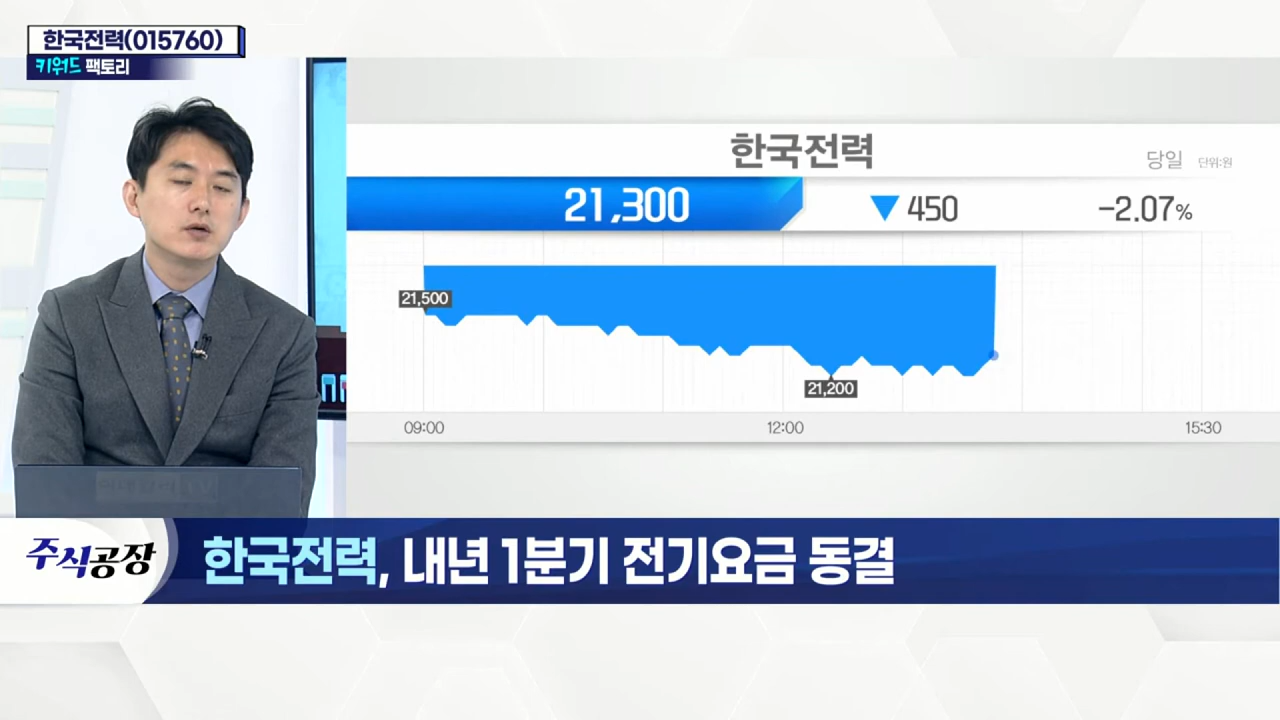 한국전력(015760)
키워드 팩토리
한국전력
당일 단위:원
21,300 ▼450 -2.07%
21,500
21,200
09:00 12:00 15:30
주식공장
한국전력, 내년 1분기 전기요금 동결